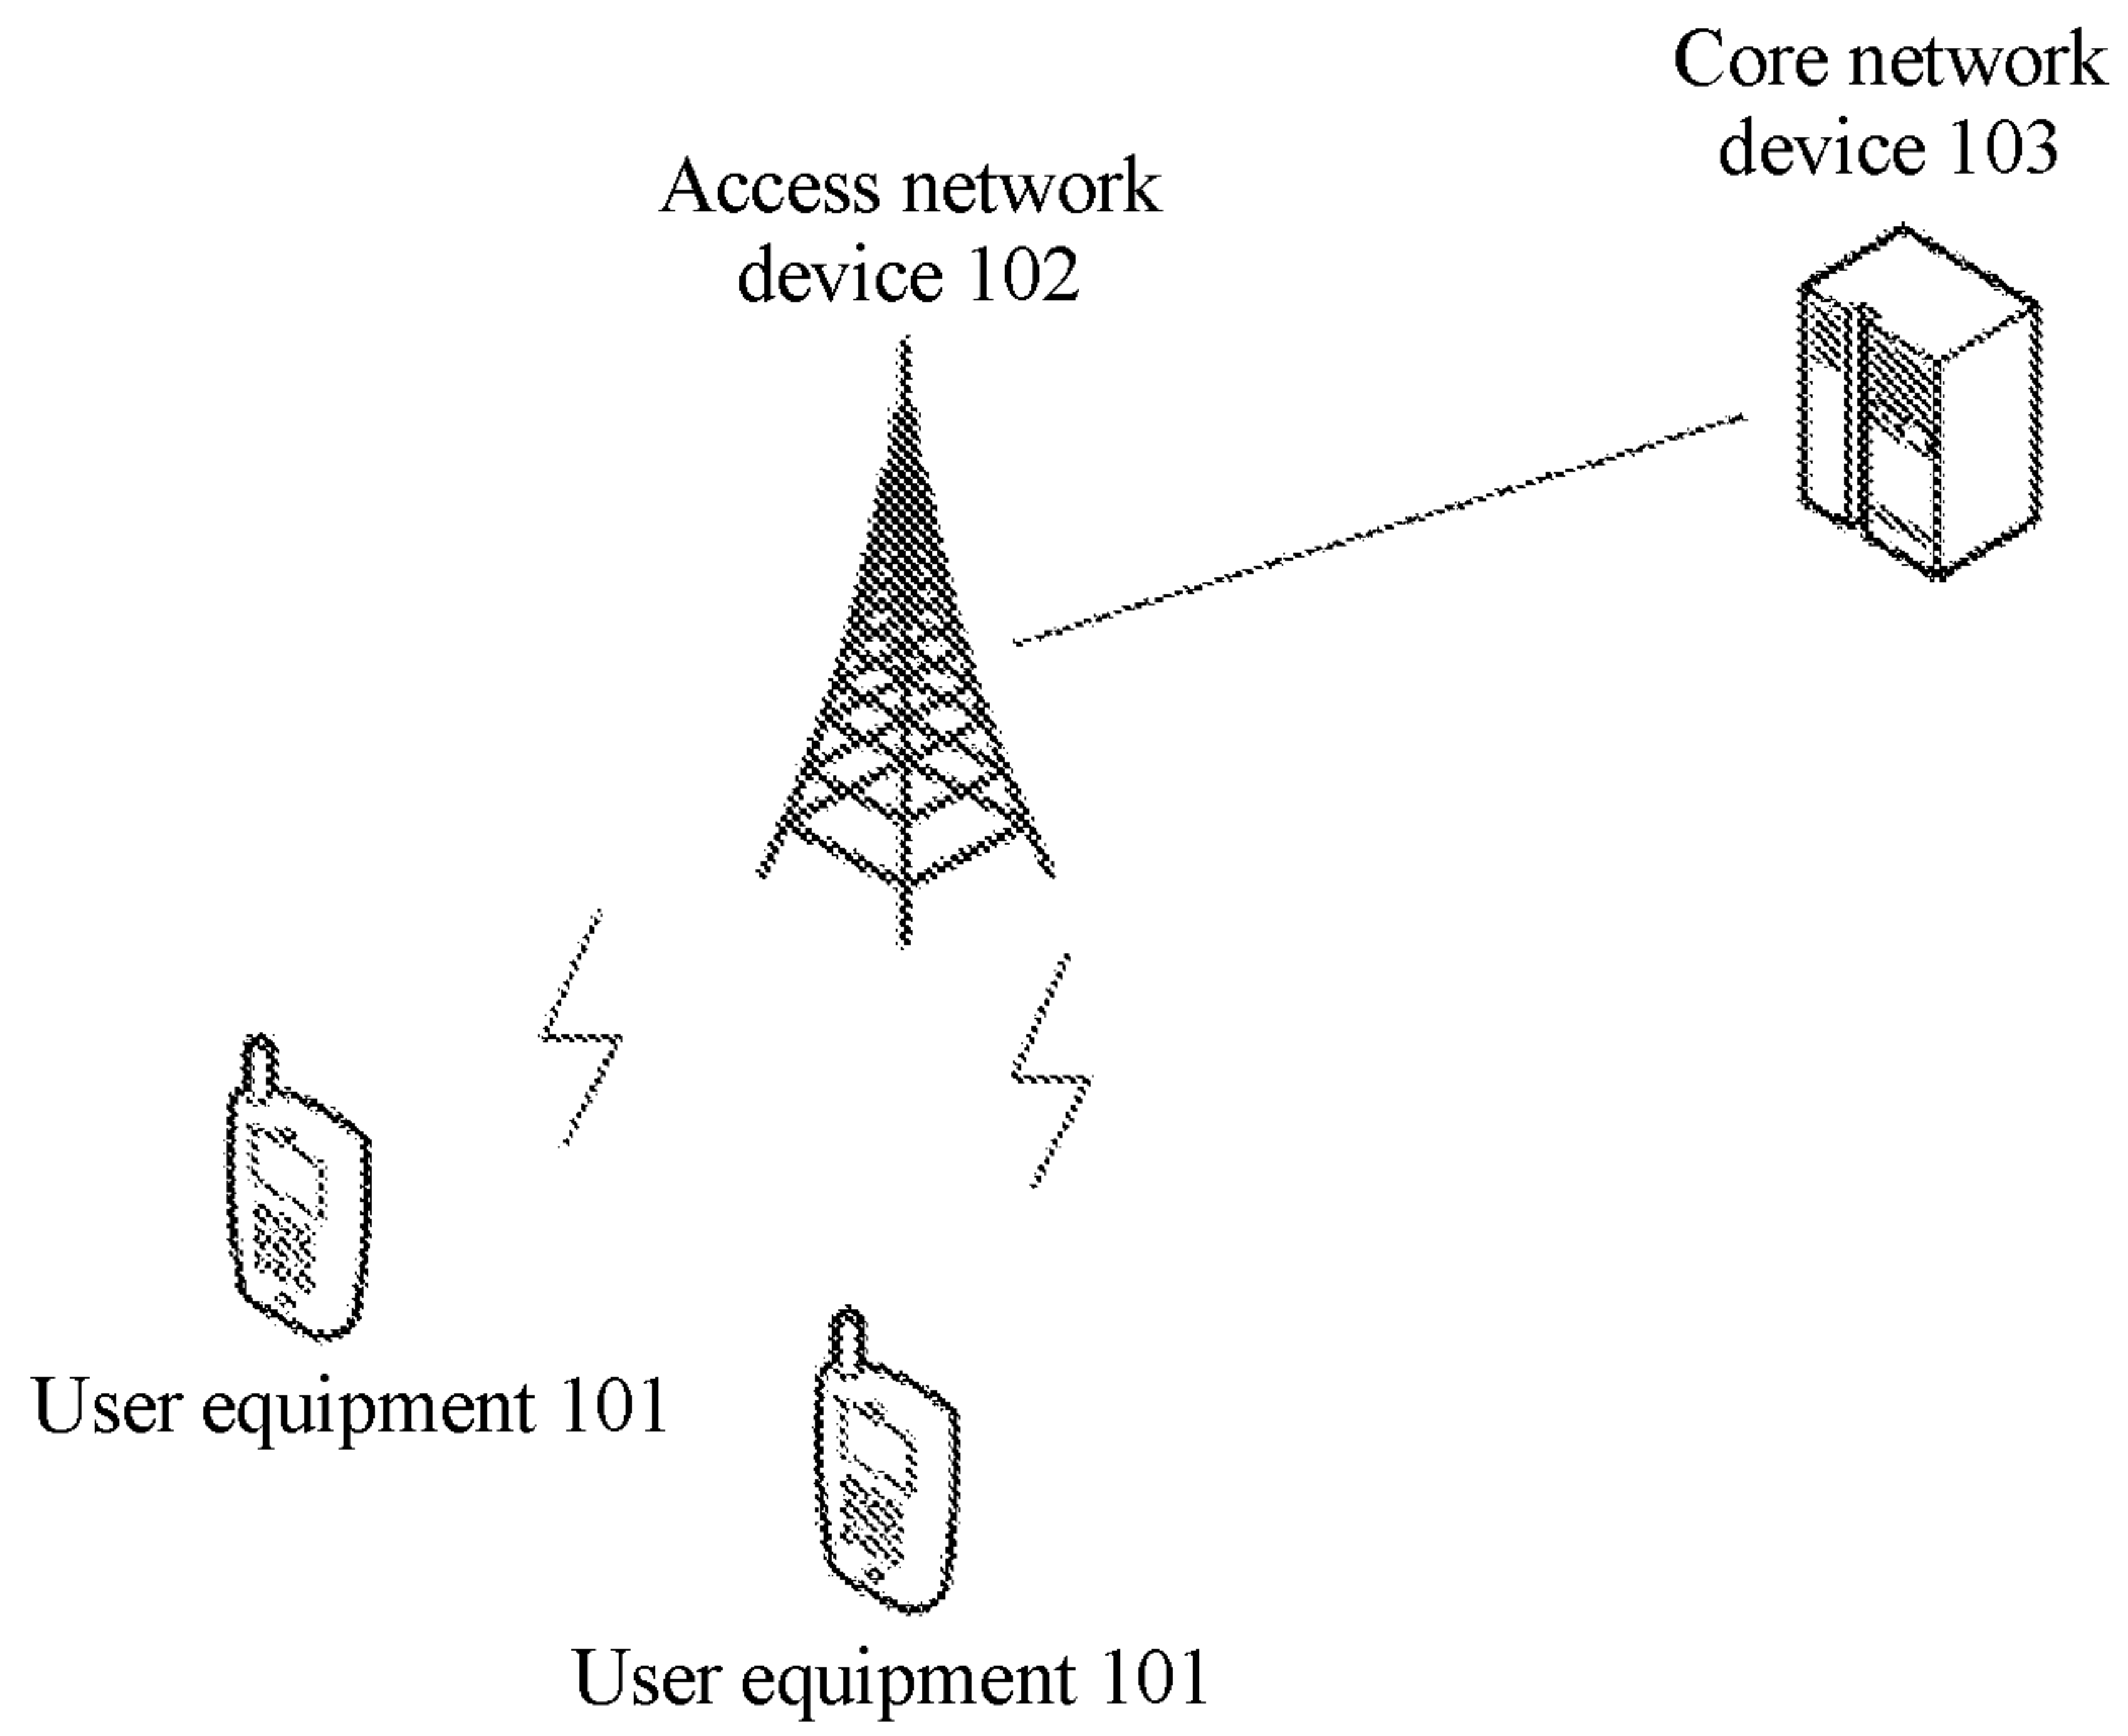 Core network
device 103
Access network
device 102
User equipment 101
User equipment 101